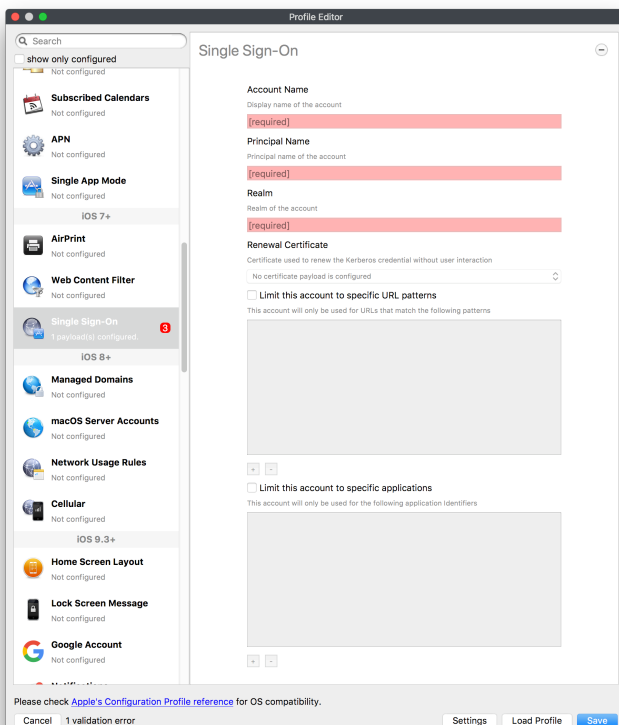 Profile Editor
Search
show only configured
Not configured
Subscribed Calendars
Not configured
APN
Not configured
Single App Mode
Not configured
iOS 7+
AirPrint
Not configured
Web Content Filter
Not configured
Single Sign-On
1 payload(s) configured.
3
iOS 8+
Managed Domains
Not configured
macOS Server Accounts
Not configured
Network Usage Rules
Not configured
Cellular
Not configured
iOS 9.3+
Home Screen Layout
Not configured
Lock Screen Message
Not configured
Google Account
Not configured
Single Sign-On
Account Name
Display name of the account
[required]
Principal Name
Principal name of the account
[required]
Realm
Realm of the account
[required]
Renewal Certificate
Certificate used to renew the Kerberos credential without user interaction
No certificate payload is configured
Limit this account to specific URL patterns
This account will only be used for URLs that match the following patterns
+ -
Limit this account to specific applications
This account will only be used for the following application identifiers
+ -
Please check Apple's Configuration Profile reference for OS compatibility.
Cancel 1 validation error Settings Load Profile Save